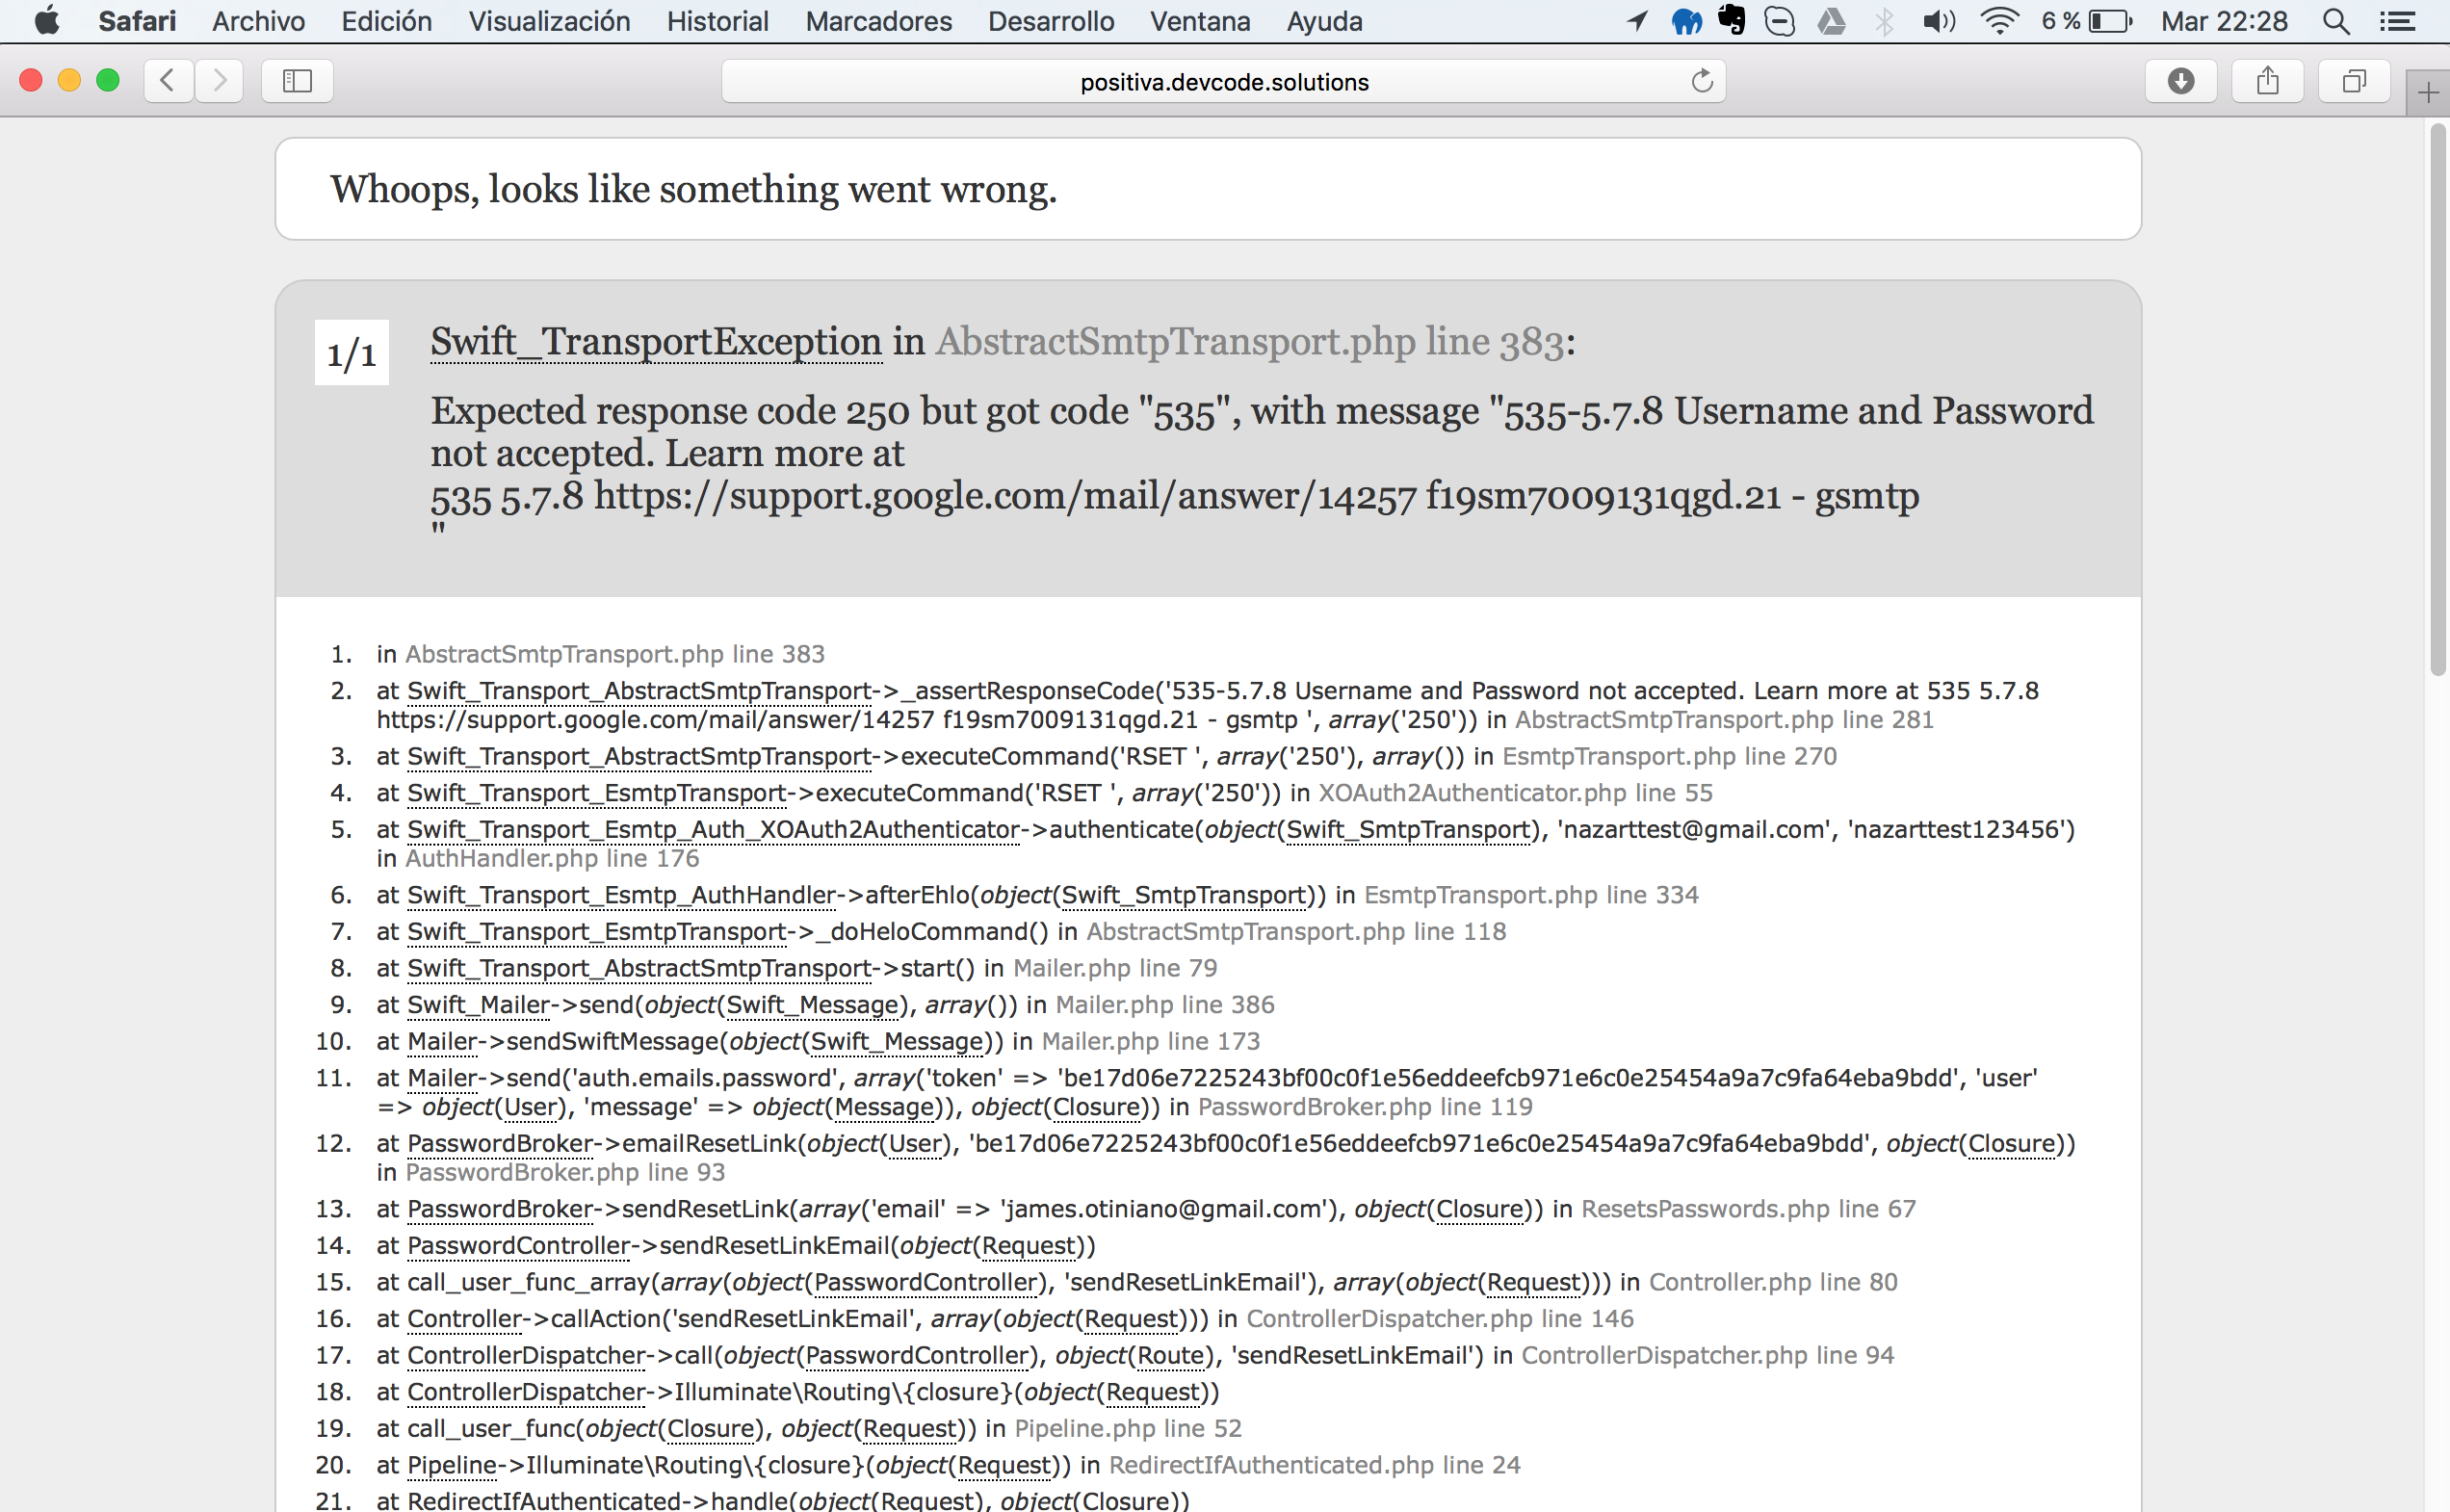 Safari Archivo Edición Visualización Historial Marcadores Desarrollo Ventana Ayuda 6 % Mar 22:28
positiva.devcode.solutions
Whoops, looks like something went wrong.
1/1 Swift_TransportException in AbstractSmtpTransport.php line 383:
Expected response code 250 but got code "535", with message "535-5.7.8 Username and Password
not accepted. Learn more at
535 5.7.8 https://support.google.com/mail/answer/14257 f19sm7009131qgd.21 - gsmtp
"
1. in AbstractSmtpTransport.php line 383
2. at Swift_Transport_AbstractSmtpTransport->_assertResponseCode('535-5.7.8 Username and Password not accepted. Learn more at 535 5.7.8
https://support.google.com/mail/answer/14257 f19sm7009131qgd.21 - gsmtp ', array('250')) in AbstractSmtpTransport.php line 281
3. at Swift_Transport_AbstractSmtpTransport->executeCommand('RSET ', array('250'), array()) in EsmtpTransport.php line 270
4. at Swift_Transport_EsmtpTransport->executeCommand('RSET ', array('250')) in XOAuth2Authenticator.php line 55
5. at Swift_Transport_Esmtp_Auth_XOAuth2Authenticator->authenticate(object(Swift_SmtpTransport), 'nazarttest@gmail.com', 'nazarttest123456')
in AuthHandler.php line 176
6. at Swift_Transport_Esmtp_AuthHandler->afterEhlo(object(Swift_SmtpTransport)) in EsmtpTransport.php line 334
7. at Swift_Transport_EsmtpTransport->_doHeloCommand() in AbstractSmtpTransport.php line 118
8. at Swift_Transport_AbstractSmtpTransport->start() in Mailer.php line 79
9. at Swift_Mailer->send(object(Swift_Message), array()) in Mailer.php line 386
10. at Mailer->sendSwiftMessage(object(Swift_Message)) in Mailer.php line 173
11. at Mailer->send('auth.emails.password', array('token' => 'be17d06e7225243bf00c0f1e56eddeefcb971e6c0e25454a9a7c9fa64eba9bdd', 'user'
=> object(User), 'message' => object(Message)), object(Closure)) in PasswordBroker.php line 119
12. at PasswordBroker->emailResetLink(object(User), 'be17d06e7225243bf00c0f1e56eddeefcb971e6c0e25454a9a7c9fa64eba9bdd', object(Closure))
in PasswordBroker.php line 93
13. at PasswordBroker->sendResetLink(array('email' => 'james.otiniano@gmail.com'), object(Closure)) in ResetsPasswords.php line 67
14. at PasswordController->sendResetLinkEmail(object(Request))
15. at call_user_func_array(array(object(PasswordController), 'sendResetLinkEmail'), array(object(Request))) in Controller.php line 80
16. at Controller->callAction('sendResetLinkEmail', array(object(Request))) in ControllerDispatcher.php line 146
17. at ControllerDispatcher->call(object(PasswordController), object(Route), 'sendResetLinkEmail') in ControllerDispatcher.php line 94
18. at ControllerDispatcher->Illuminate\Routing\{closure}(object(Request))
19. at call_user_func(object(Closure), object(Request)) in Pipeline.php line 52
20. at Pipeline->Illuminate\Routing\{closure}(object(Request)) in RedirectIfAuthenticated.php line 24
21. at RedirectIfAuthenticated->handle(object(Request), object(Closure))